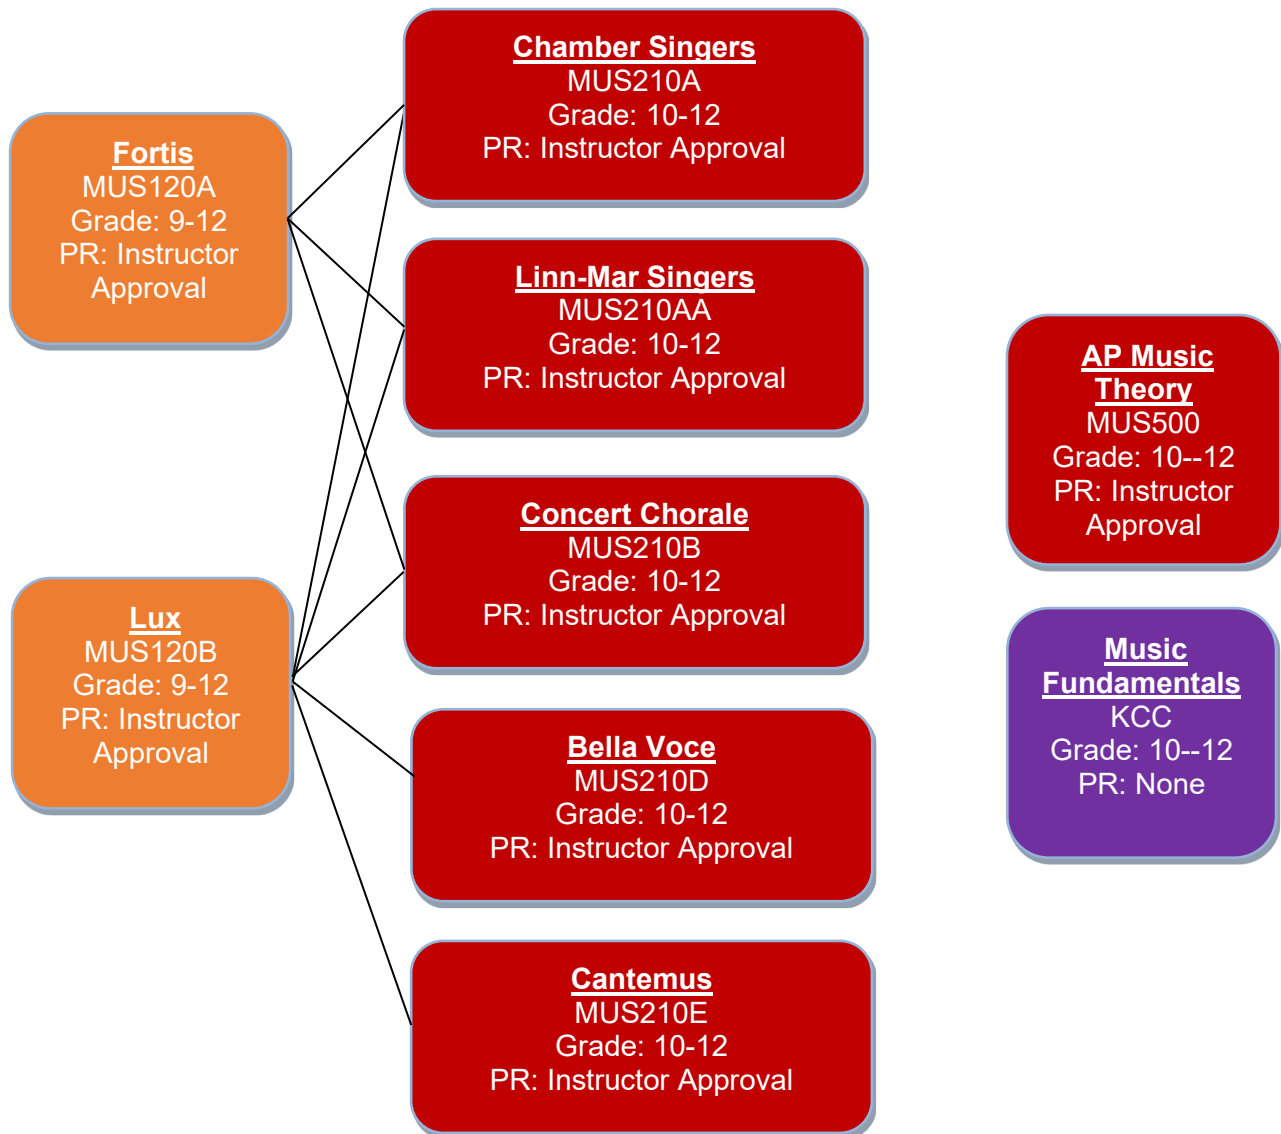 Fortis
MUS120A
Grade: 9-12
PR: Instructor
Approval
Lux
MUS120B
Grade: 9-12
PR: Instructor
Approval
Chamber Singers
MUS210A
Grade: 10-12
PR: Instructor Approval
Linn-Mar Singers
MUS210AA
Grade: 10-12
PR: Instructor Approval
Concert Chorale
MUS210B
Grade: 10-12
PR: Instructor Approval
Bella Voce
MUS210D
Grade: 10-12
PR: Instructor Approval
Cantemus
MUS210E
Grade: 10-12
PR: Instructor Approval
AP Music
Theory
MUS500
Grade: 10--12
PR: Instructor
Approval
Music
Fundamentals
KCC
Grade: 10--12
PR: None